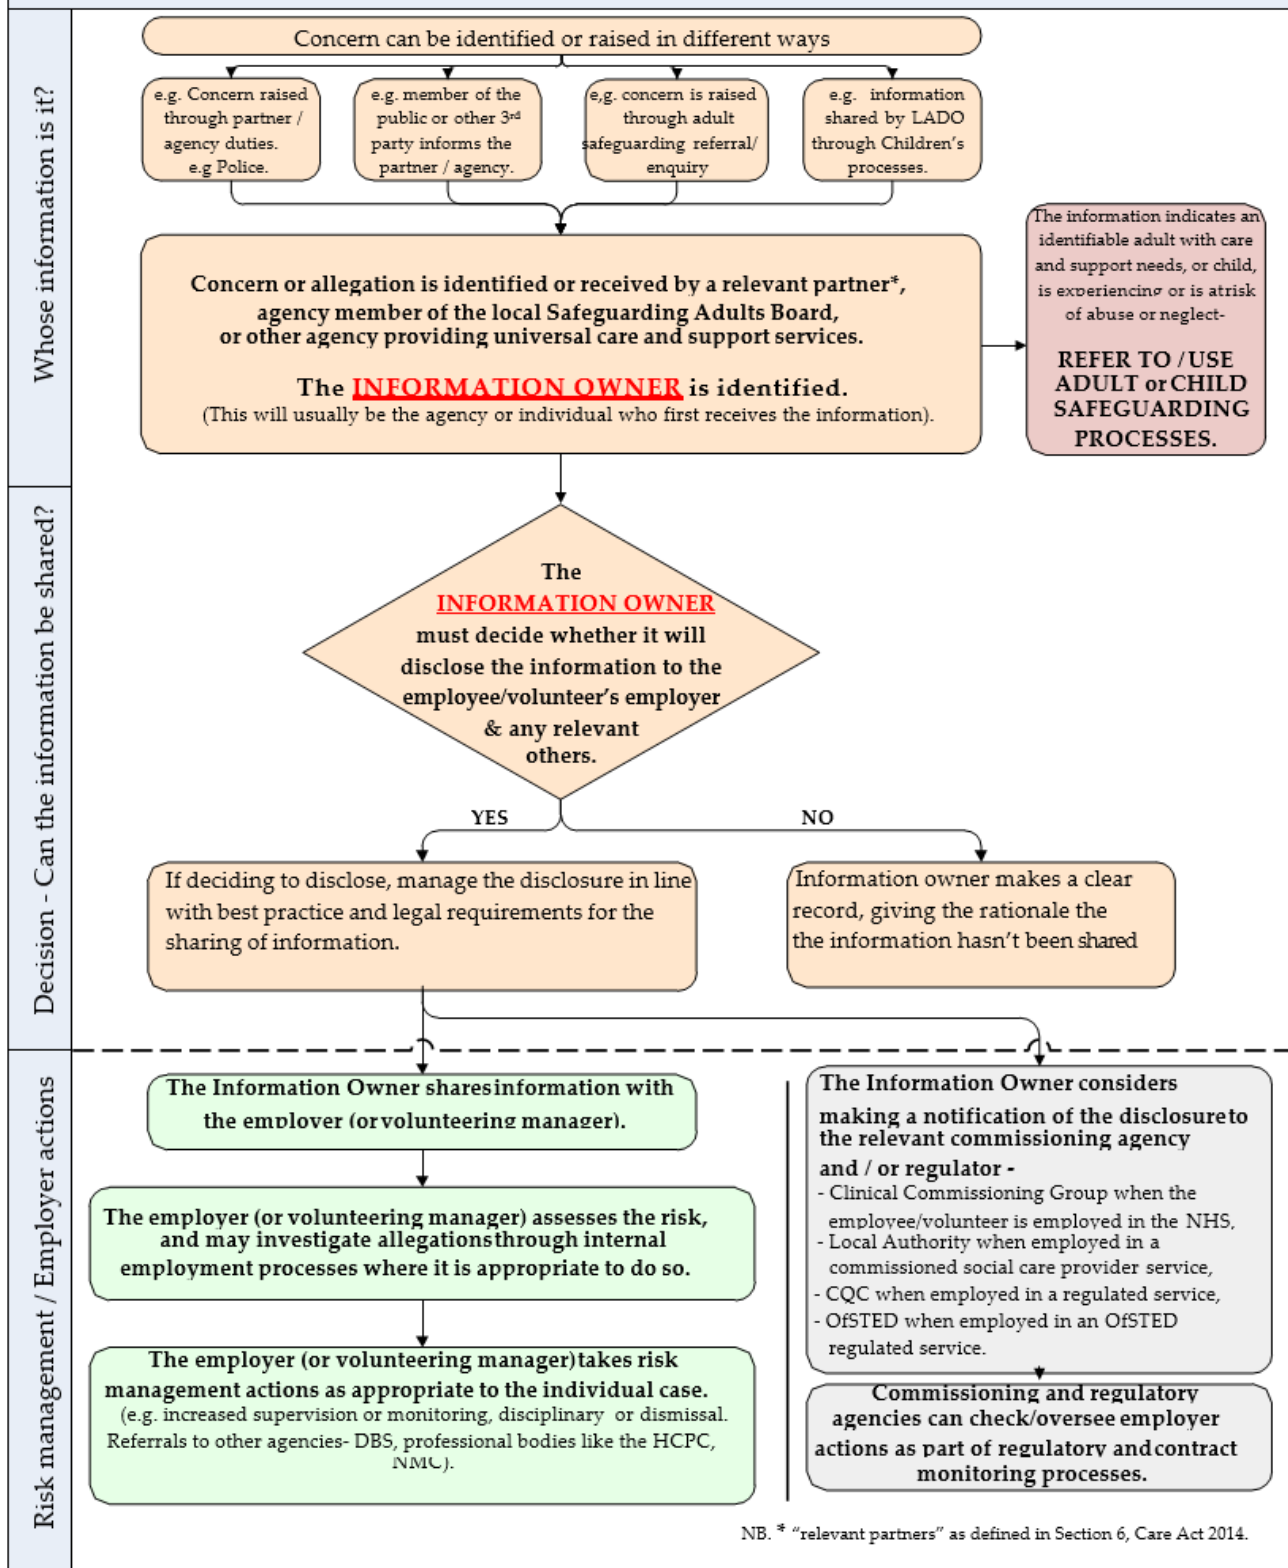 Whose information is it?
Concern can be identified or raised in different ways
e.g. Concern raised
through partner /
agency duties.
e.g Police.
e.g. member of the
public or other 3rd
party informs the
partner / agency.
e,g. concern is raised
through adult
safeguarding referral/
enquiry
e.g. information
shared by LADO
through Children's
processes.
Concern or allegation is identified or received by a relevant partner*,
agency member of the local Safeguarding Adults Board,
or other agency providing universal care and support services.
The INFORMATION OWNER is identified.
(This will usually be the agency or individual who first receives the information).
The information indicates an
identifiable adult with care
and support needs, or child,
is experiencing or is atrisk
of abuse or neglect-
REFER TO / USE
ADULT or CHILD
SAFEGUARDING
PROCESSES.
Decision - Can the information be shared?
The
INFORMATION OWNER
must decide whether it will
disclose the information to the
employee/volunteer's employer
& any relevant
others.
YES
NO
If deciding to disclose, manage the disclosure in line
with best practice and legal requirements for the
sharing of information.
Information owner makes a clear
record, giving the rationale the
the information hasn't been shared
Risk management / Employer actions
The Information Owner shares information with
the employer (or volunteering manager).
The employer (or volunteering manager) assesses the risk,
and may investigate allegations through internal
employment processes where it is appropriate to do so.
The employer (or volunteering manager) takes risk
management actions as appropriate to the individual case.
(e.g. increased supervision or monitoring, disciplinary or dismissal.
Referrals to other agencies- DBS, professional bodies like the HCPC,
NMC).
The Information Owner considers
making a notification of the disclosure to
the relevant commissioning agency
and / or regulator -
- Clinical Commissioning Group when the
employee/volunteer is employed in the NHS,
- Local Authority when employed in a
commissioned social care provider service,
- CQC when employed in a regulated service,
- OfSTED when employed in an OfSTED
regulated service.
Commissioning and regulatory
agencies can check/oversee employer
actions as part of regulatory and contract
monitoring processes.
NB. * "relevant partners" as defined in Section 6, Care Act 2014.